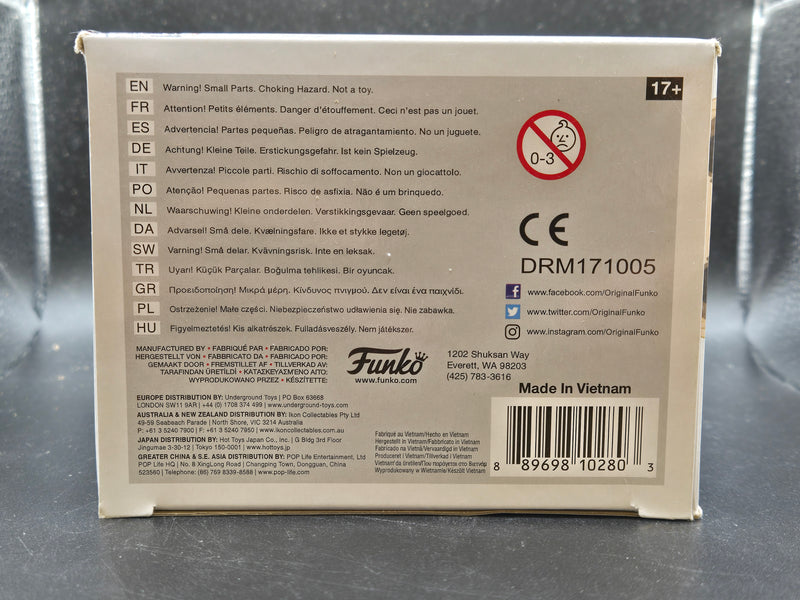 EN Warning! Small Parts. Choking Hazard. Not a toy.
FR Attention! Petits éléments. Danger d'étouffement. Ceci n'est pas un jouet.
ES Advertencia! Partes pequeñas. Peligro de atragantamiento. No un juguete.
DE Achtung! Kleine Teile. Erstickungsgefahr. Ist kein Spielzeug.
IT Avvertenza! Piccole parti. Rischio di soffocamento. Non un giocattolo.
PO Atenção! Pequenas partes. Risco de asfixia. Não é um brinquedo.
NL Waarschuwing! Kleine onderdelen. Verstikkingsgevaar. Geen speelgoed.
DA Advarsel! Små dele. Kvælningsfare. Ikke et stykke legetøj.
SW Varning! Små delar. Kvävningsrisk. Inte en leksak.
TR Uyarı! Küçük Parçalar. Boğulma tehlikesi. Bir oyuncak.
GR Προειδοποίηση! Μικρά μέρη. Κίνδυνος πνιγμού. Δεν είναι ένα παιχνίδι.
PL Ostrzeżenie! Małe części. Niebezpieczeństwo udławienia się. Nie zabawka.
HU Figyelmeztetés! Kis alkatrészek. Fulladásveszély. Nem játékszer.
17+
0-3
CE
DRM171005
www.facebook.com/OriginalFunko
www.twitter.com/OriginalFunko
www.instagram.com/OriginalFunko
MANUFACTURED BY • FABRIQUÉ PAR • FABRICADO POR:
HERGESTELLT VON • FABBRICATO DA • FABRICADO POR:
GEMAAKT DOOR • FREMSTILLET AF • TILLVERKAD AV:
TARAFINDAN ÜRETILDI • ΚΑΤΑΣΚΕΥΑΣΜΕΝΟ ΑΠΟ:
WYPRODUKOWANO PRZEZ • KÉSZÍTETTE:
Funko
www.funko.com
1202 Shuksan Way
Everett, WA 98203
(425) 783-3616
Made In Vietnam
EUROPE DISTRIBUTION BY: Underground Toys | PO Box 63668
LONDON SW11 9AR | +44 (0) 1708 374 499 | www.underground-toys.com
AUSTRALIA & NEW ZEALAND DISTRIBUTION BY: Ikon Collectables Pty Ltd
49-59 Seabeach Parade | North Shore, VIC 3214 Australia
P: +61 3 5240 7900 | F: +61 3 5240 7950 | www.ikoncollectables.com.au
JAPAN DISTRIBUTION BY: Hot Toys Japan Co., Inc. | G Bldg 3rd Floor
Jingumae 3-30-12 | Tokyo 150-0001 | www.hottoys.jp
GREATER CHINA & S.E. ASIA DISTRIBUTION BY: POP Life Entertainment, Ltd
POP Life HQ | No. 8 XingLong Road | Changping Town, Dongguan, China
523560 | Telephone: (86) 769 8339-8588 | www.pop-life.com
Fabriqué au Vietnam/Hecho en Vietnam
Hergestellt in Vietnam/Fabbricato in Vietnam
Fabricado na Vietnã/Vervaardigd in Vietnam
Produceret i Vietnam/Tillverkad i Vietnam
Vietnam'da üretilen/Που παράγεται στο Βιετνάμ
Wyprodukowany w Wietnamie/Készült Vietnam
8 89698 10280 3